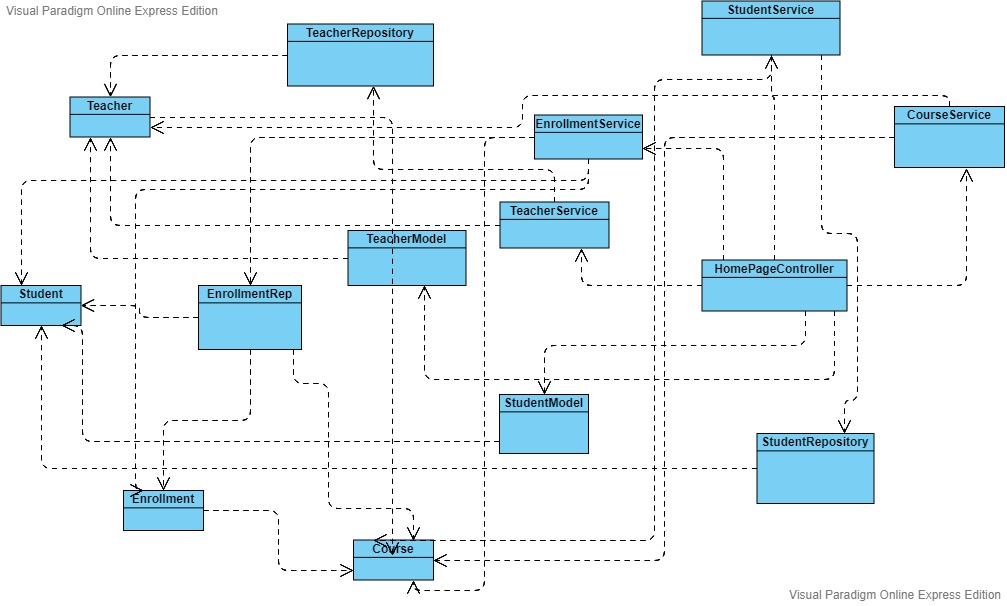 Visual Paradigm Online Express Edition
StudentService
TeacherRepository
Teacher
CourseService
EnrollmentService
TeacherService
TeacherModel
HomePageController
Student
EnrollmentRep
StudentModel
StudentRepository
Enrollment
Course
Visual Paradigm Online Express Edition